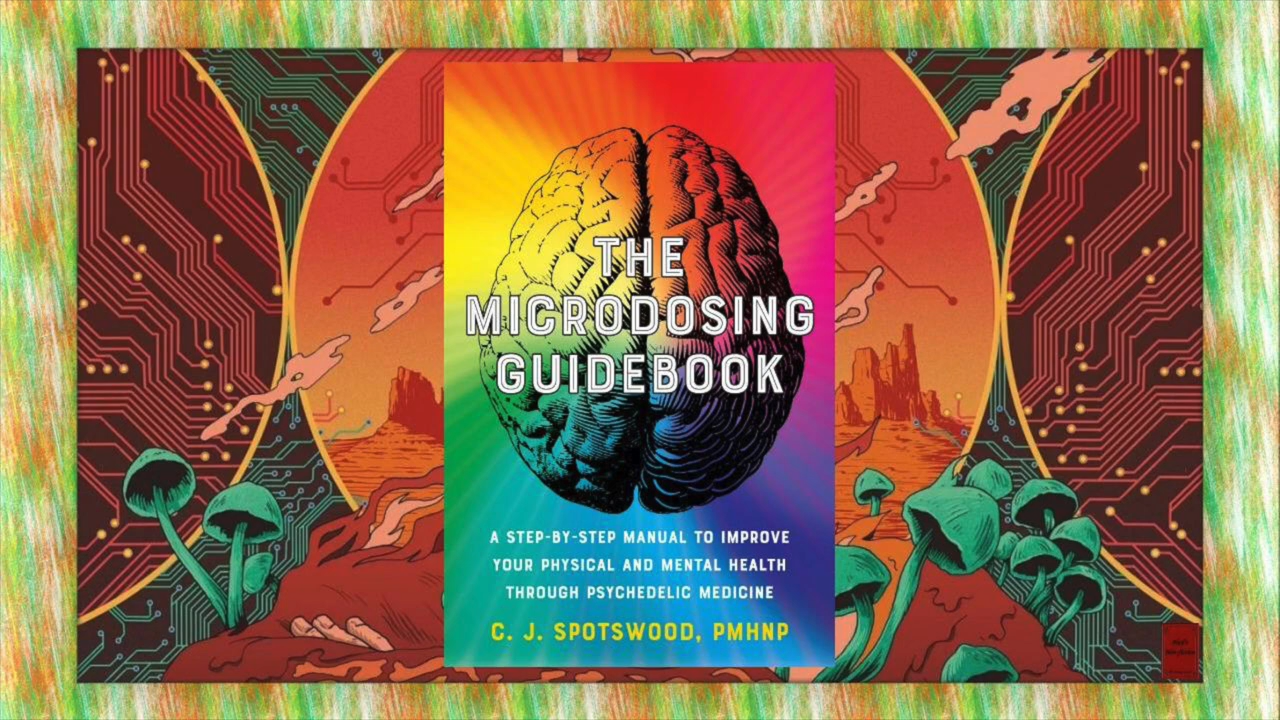 THE
MICRODOSING
GUIDEBOOK
A STEP-BY-STEP MANUAL TO IMPROVE
YOUR PHYSICAL AND MENTAL HEALTH
THROUGH PSYCHEDELIC MEDICINE
C. J. SPOTSWOOD, PMHNP